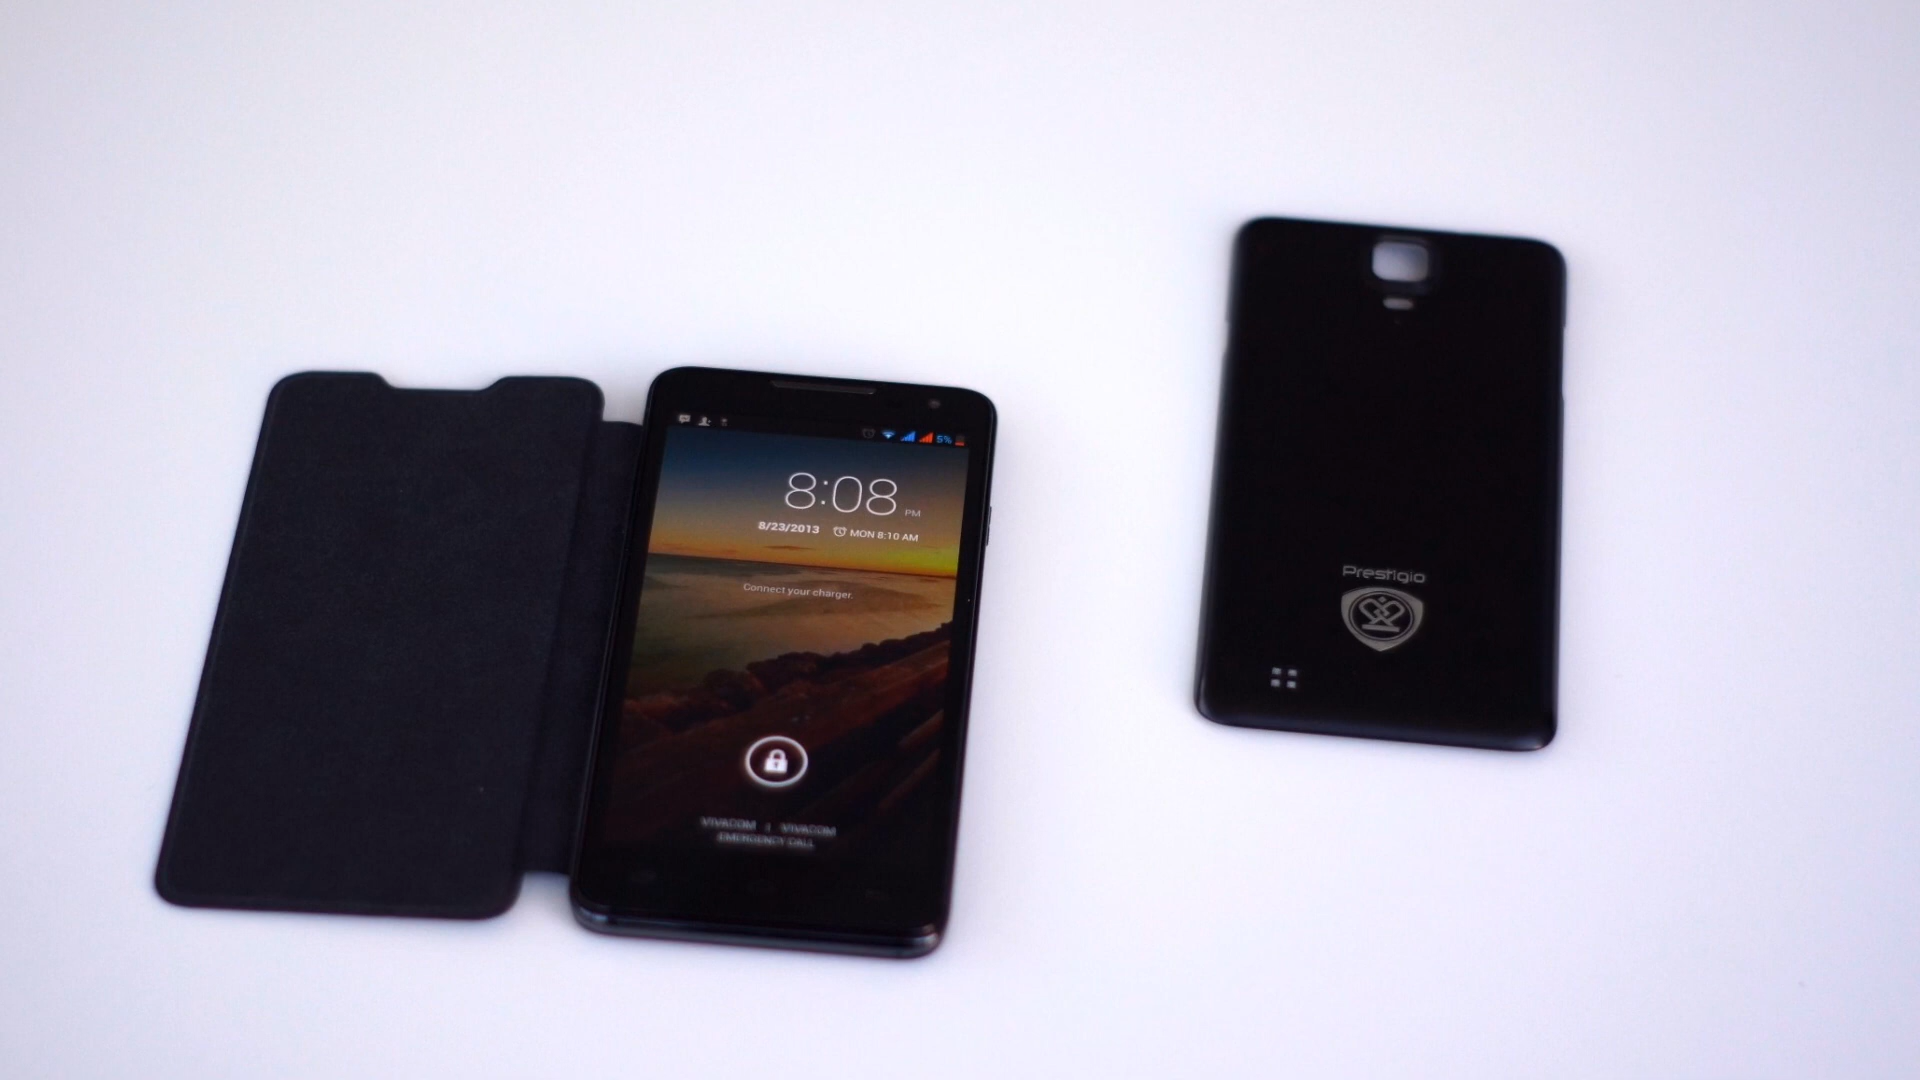 5%
8:08 PM
8/23/2013 MON 8:10 AM
Connect your charger.
VIVACOM | VIVACOM
EMERGENCY CALL
Prestigio